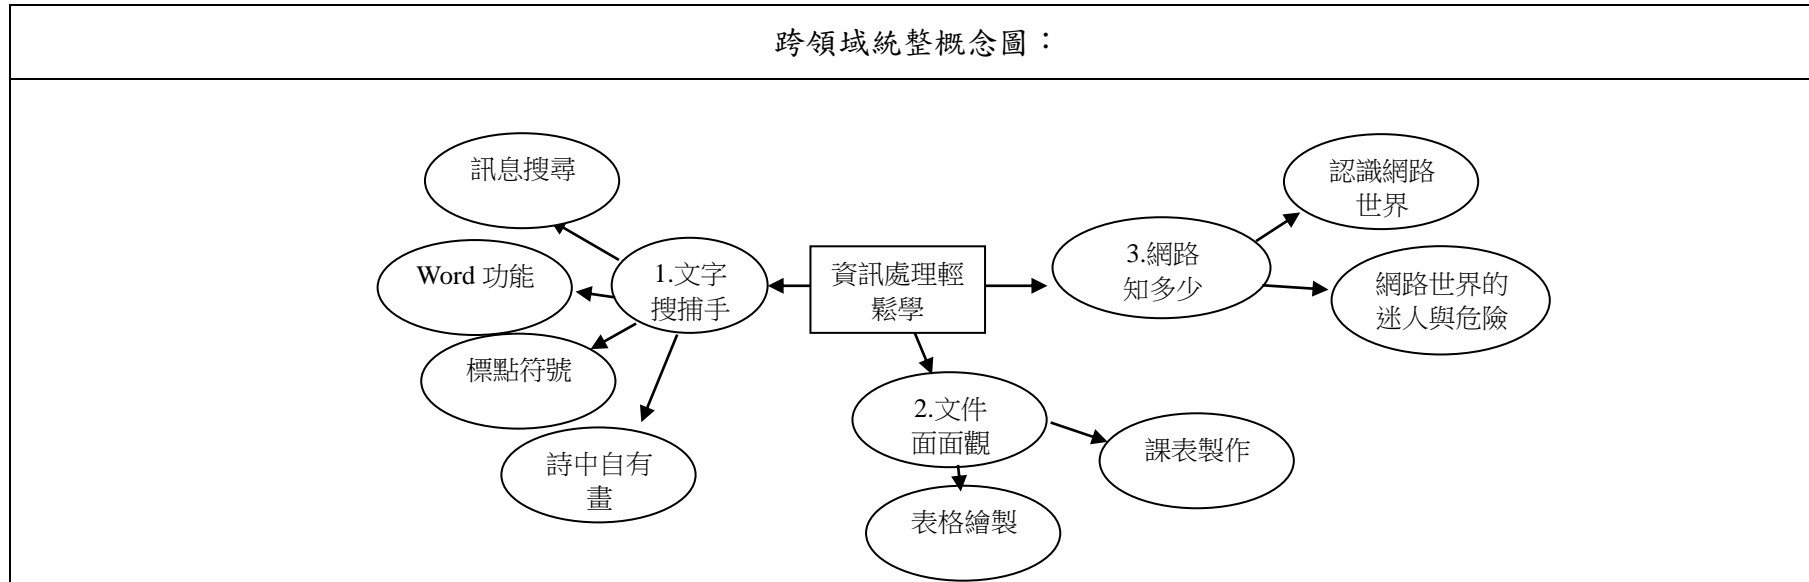 跨領域統整概念圖：
訊息搜尋
Word 功能
標點符號
詩中自有
畫
1.文字
搜捕手
資訊處理輕
鬆學
2.文件
面面觀
課表製作
表格繪製
3.網路
知多少
認識網路
世界
網路世界的
迷人與危險